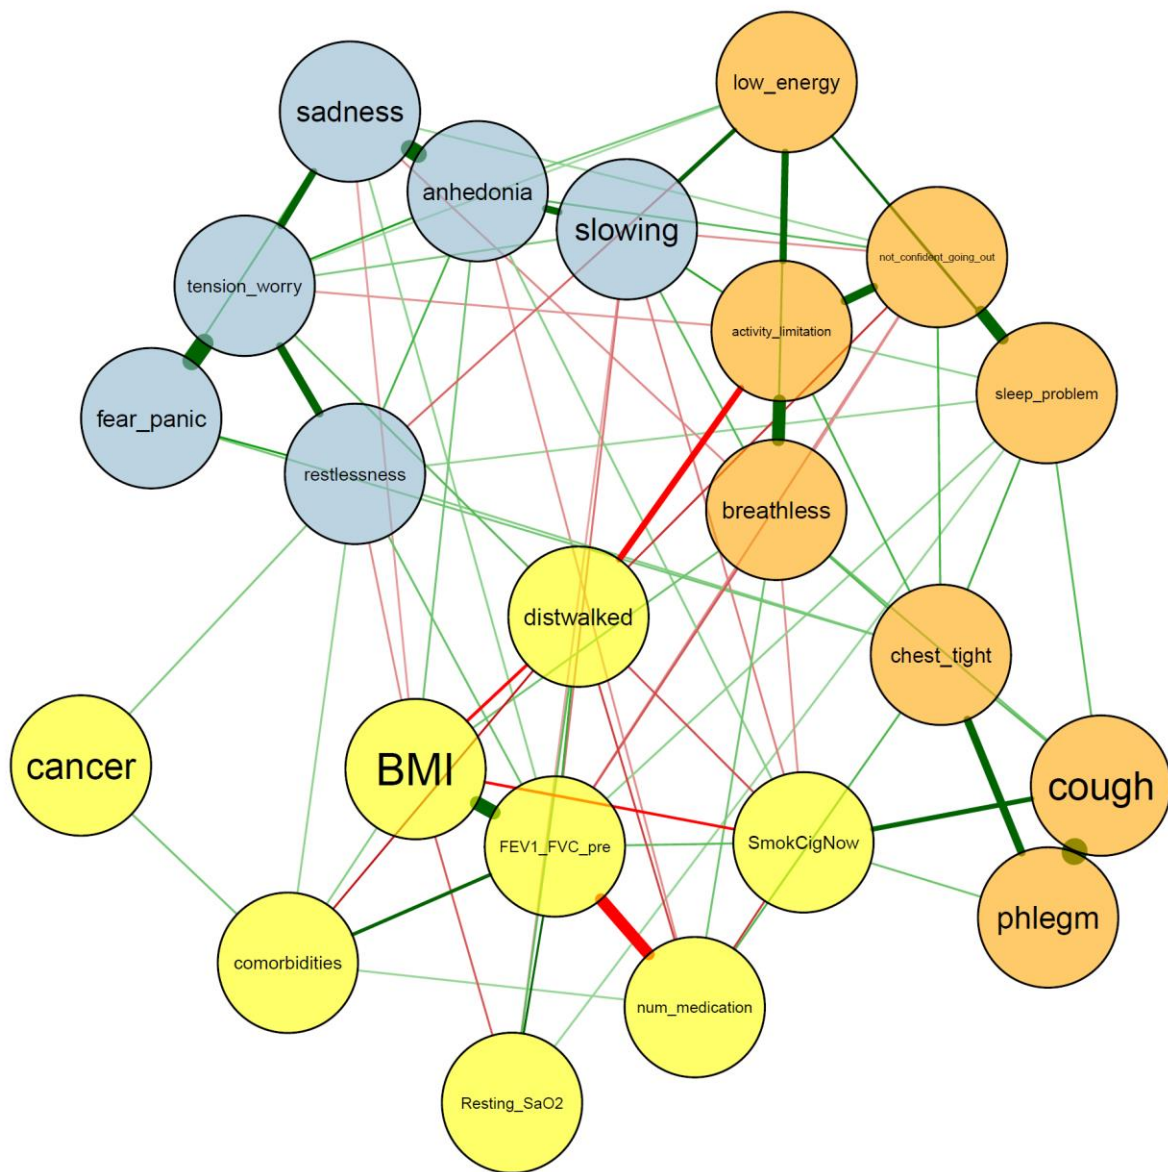 low_energy
sadness
anhedonia
slowing
not_confident_going_out
tension_worry
activity_limitation
sleep_problem
fear_panic
restlessness
breathless
distwalked
chest_tight
cancer
BMI
cough
FEV1_FVC_pre
SmokCigNow
phlegm
comorbidities
num_medication
Resting_SaO2